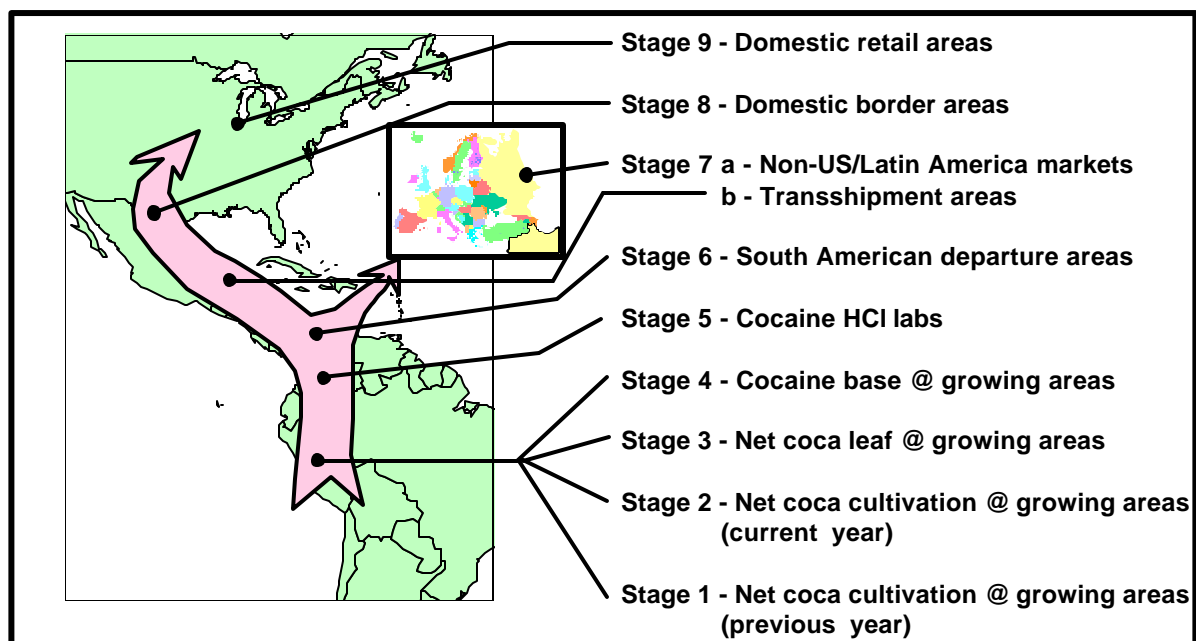 Stage 9 - Domestic retail areas
Stage 8 - Domestic border areas
Stage 7 a - Non-US/Latin America markets
b - Transshipment areas
Stage 6 - South American departure areas
Stage 5 - Cocaine HCl labs
Stage 4 - Cocaine base @ growing areas
Stage 3 - Net coca leaf @ growing areas
Stage 2 - Net coca cultivation @ growing areas
(current year)
Stage 1 - Net coca cultivation @ growing areas
(previous year)